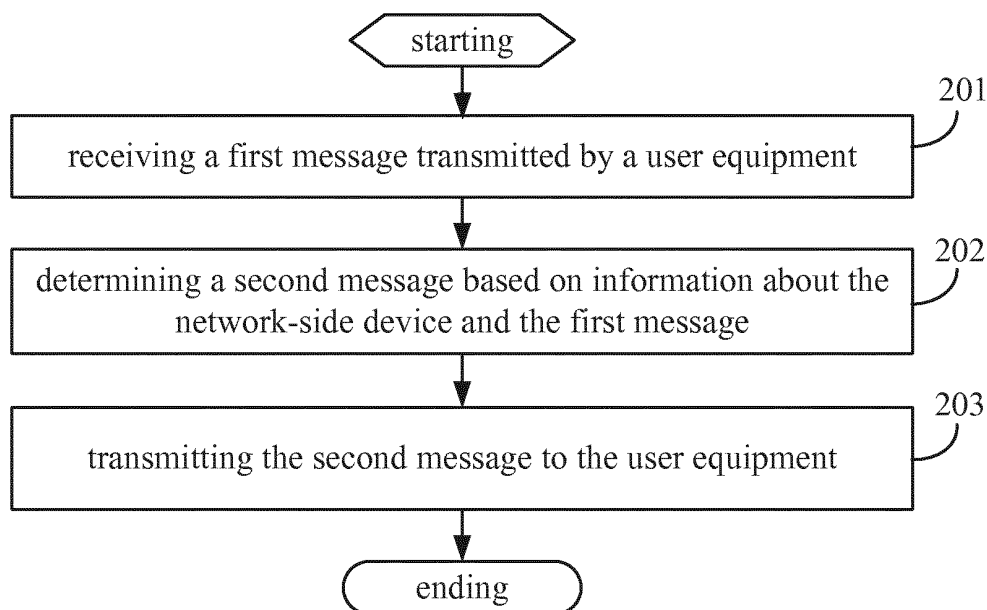 starting
201
receiving a first message transmitted by a user equipment
202
determining a second message based on information about the
network-side device and the first message
203
transmitting the second message to the user equipment
ending